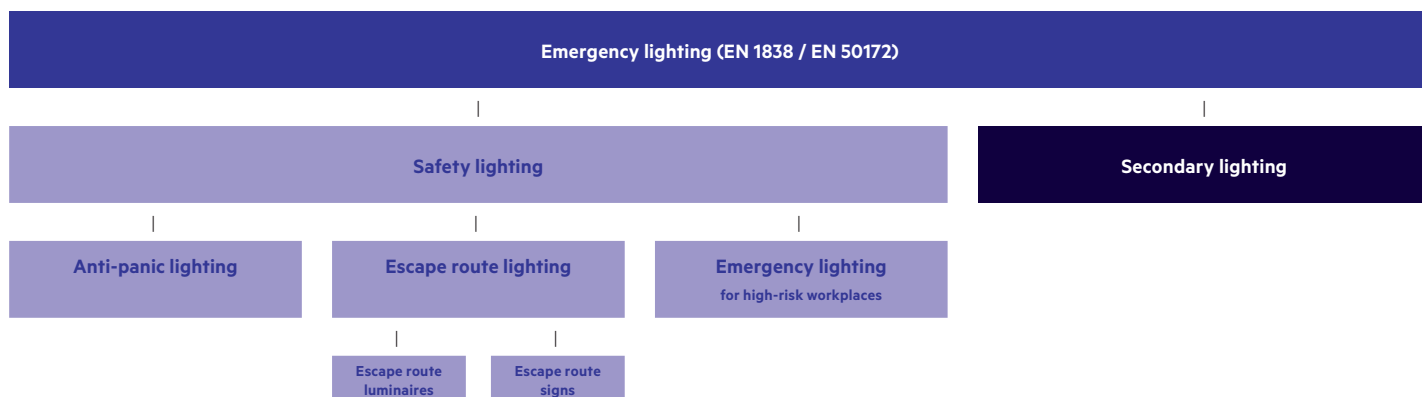 Emergency lighting (EN 1838 / EN 50172)
Safety lighting
Secondary lighting
Anti-panic lighting
Escape route lighting
Emergency lighting
for high-risk workplaces
Escape route
luminaires
Escape route
signs